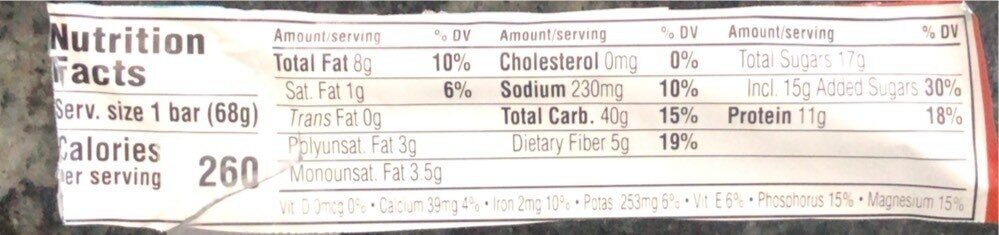 Nutrition
Facts
Serv. size 1 bar (68g)
Calories
per serving 260
Amount/serving % DV
Total Fat 8g 10%
Sat. Fat 1g 6%
Trans Fat 0g
Polyunsat. Fat 3g
Monounsat. Fat 3.5g
Amount/serving % DV
Cholesterol 0mg 0%
Sodium 230mg 10%
Total Carb. 40g 15%
Dietary Fiber 5g 19%
Amount/serving % DV
Total Sugars 17g
Incl. 15g Added Sugars 30%
Protein 11g 18%
Vit. D 0mcg 0% • Calcium 39mg 4% • Iron 2mg 10% • Potas. 253mg 6% • Vit. E 6% • Phosphorus 15% • Magnesium 15%